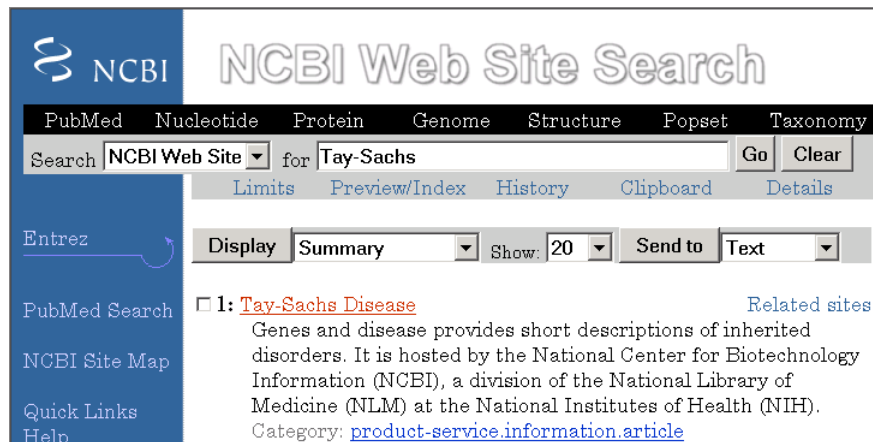 NCBI
NCBI Web Site Search
PubMed Nucleotide Protein Genome Structure Popset Taxonomy
Search NCBI Web Site for Tay-Sachs Go Clear
Limits Preview/Index History Clipboard Details
Entrez
Display Summary Show: 20 Send to Text
PubMed Search
NCBI Site Map
Quick Links
Help
1: Tay-Sachs Disease Related sites
Genes and disease provides short descriptions of inherited
disorders. It is hosted by the National Center for Biotechnology
Information (NCBI), a division of the National Library of
Medicine (NLM) at the National Institutes of Health (NIH).
Category: product-service.information.article